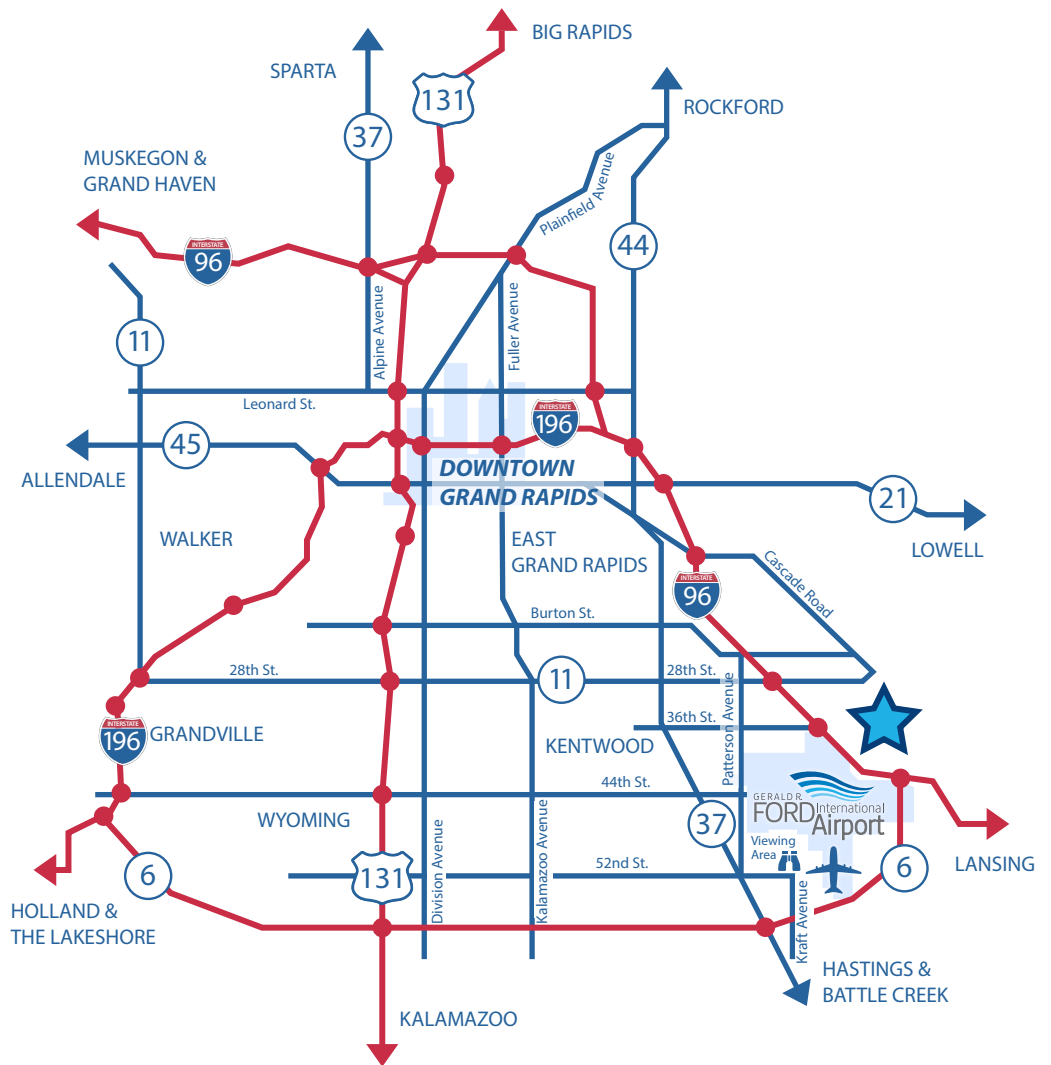 BIG RAPIDS
SPARTA
131
ROCKFORD
37
MUSKEGON &
GRAND HAVEN
Plainfield Avenue
44
INTERSTATE
96
11
Alpine Avenue
Fuller Avenue
Leonard St.
INTERSTATE
196
45
DOWNTOWN
GRAND RAPIDS
ALLENDALE
21
WALKER
EAST
GRAND RAPIDS
LOWELL
Cascade Road
INTERSTATE
96
Burton St.
28th St.
11
28th St.
Patterson Avenue
36th St.
INTERSTATE
196
GRANDVILLE
KENTWOOD
44th St.
GERALD R.
FORD International
Airport
WYOMING
37
Viewing
Area
Division Avenue
Kalamazoo Avenue
52nd St.
LANSING
6
131
6
Kraft Avenue
HOLLAND &
THE LAKESHORE
HASTINGS &
BATTLE CREEK
KALAMAZOO